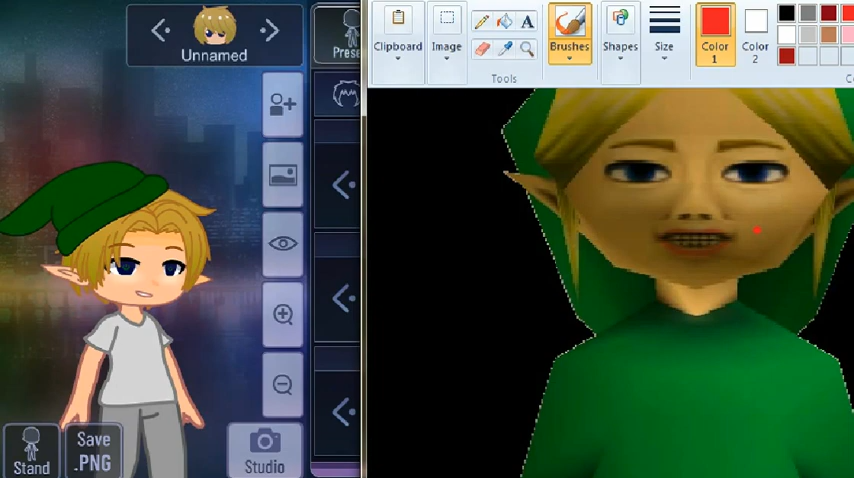 Unnamed
Prese
Stand
Save
.PNG
Studio
Clipboard
Image
Tools
A
Brushes
Shapes
Size
Color
1
Color
2